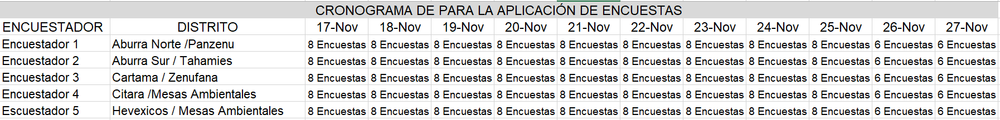 CRONOGRAMA DE PARA LA APLICACIÓN DE ENCUESTAS
ENCUESTADOR DISTRITO 17-Nov 18-Nov 19-Nov 20-Nov 21-Nov 22-Nov 23-Nov 24-Nov 25-Nov 26-Nov 27-Nov
Encuestador 1 Aburra Norte /Panzenu 8 Encuestas 8 Encuestas 8 Encuestas 8 Encuestas 8 Encuestas 8 Encuestas 8 Encuestas 8 Encuestas 8 Encuestas 6 Encuestas 6 Encuestas
Encuestador 2 Aburra Sur / Tahamies 8 Encuestas 8 Encuestas 8 Encuestas 8 Encuestas 8 Encuestas 8 Encuestas 8 Encuestas 8 Encuestas 8 Encuestas 6 Encuestas 6 Encuestas
Encuestador 3 Cartama / Zenufana 8 Encuestas 8 Encuestas 8 Encuestas 8 Encuestas 8 Encuestas 8 Encuestas 8 Encuestas 8 Encuestas 8 Encuestas 6 Encuestas 6 Encuestas
Encuestador 4 Citara /Mesas Ambientales 8 Encuestas 8 Encuestas 8 Encuestas 8 Encuestas 8 Encuestas 8 Encuestas 8 Encuestas 8 Encuestas 8 Encuestas 6 Encuestas 6 Encuestas
Escuestador 5 Hevexicos / Mesas Ambientales 8 Encuestas 8 Encuestas 8 Encuestas 8 Encuestas 8 Encuestas 8 Encuestas 8 Encuestas 8 Encuestas 8 Encuestas 6 Encuestas 6 Encuestas